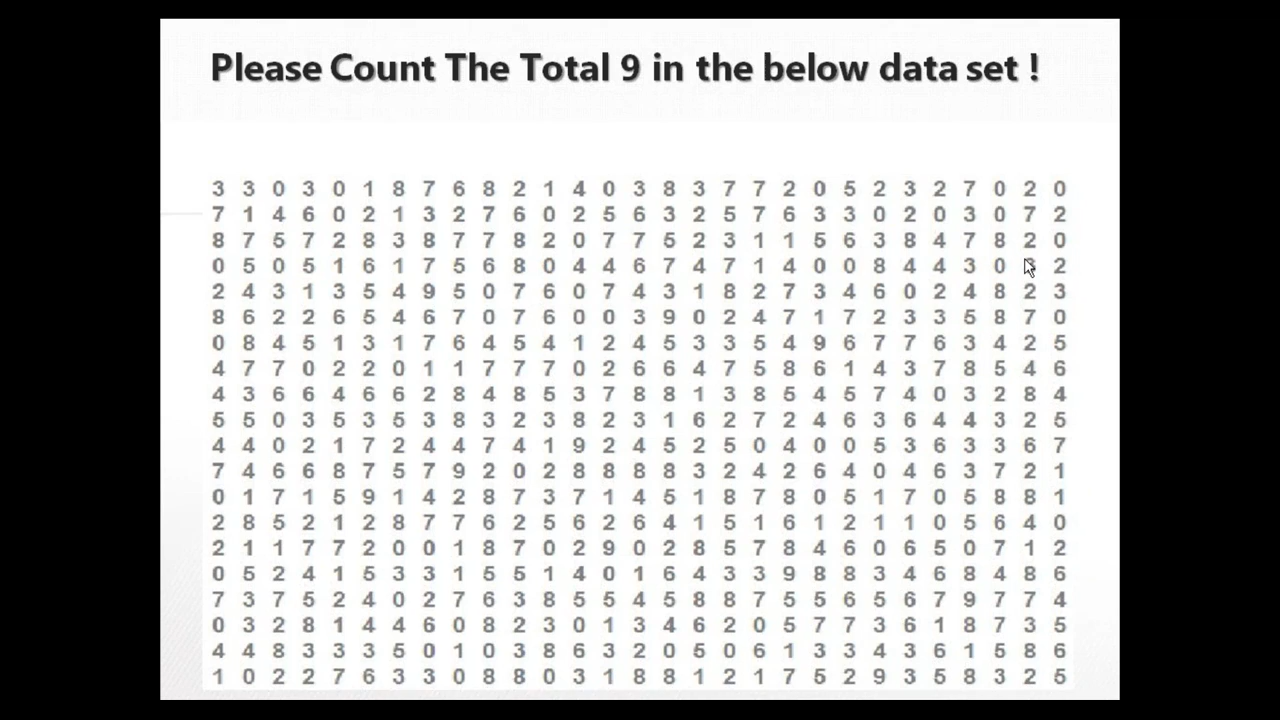 Please Count The Total 9 in the below data set !
3 3 0 3 0 1 8 7 6 8 2 1 4 0 3 8 3 7 7 2 0 5 2 3 2 7 0 2 0
7 1 4 6 0 2 1 3 2 7 6 0 2 5 6 3 2 5 7 6 3 3 0 2 0 3 0 7 2
8 7 5 7 2 8 3 8 7 7 8 2 0 7 7 5 2 3 1 1 5 6 3 8 4 7 8 2 0
0 5 0 5 1 6 1 7 5 6 8 0 4 4 6 7 4 7 1 4 0 0 8 4 4 3 0 2
2 4 3 1 3 5 4 9 5 0 7 6 0 7 4 3 1 8 2 7 3 4 6 0 2 4 8 2 3
8 6 2 2 6 5 4 6 7 0 7 6 0 0 3 9 0 2 4 7 1 7 2 3 3 5 8 7 0
0 8 4 5 1 3 1 7 6 4 5 4 1 2 4 5 3 3 5 4 9 6 7 7 6 3 4 2 5
4 7 7 0 2 2 0 1 1 7 7 7 0 2 6 6 4 7 5 8 6 1 4 3 7 8 5 4 6
4 3 6 6 4 6 6 2 8 4 8 5 3 7 8 8 1 3 8 5 4 5 7 4 0 3 2 8 4
5 5 0 3 5 3 5 3 8 3 2 3 8 2 3 1 6 2 7 2 4 6 3 6 4 4 3 2 5
4 4 0 2 1 7 2 4 4 7 4 1 9 2 4 5 2 5 0 4 0 0 5 3 6 3 3 6 7
7 4 6 6 8 7 5 7 9 2 0 2 8 8 8 8 3 2 4 2 6 4 0 4 6 3 7 2 1
0 1 7 1 5 9 1 4 2 8 7 3 7 1 4 5 1 8 7 8 0 5 1 7 0 5 8 8 1
2 8 5 2 1 2 8 7 7 6 2 5 6 2 6 4 1 5 1 6 1 2 1 1 0 5 6 4 0
2 1 1 7 7 2 0 0 1 8 7 0 2 9 0 2 8 5 7 8 4 6 0 6 5 0 7 1 2
0 5 2 4 1 5 3 3 1 5 5 1 4 0 1 6 4 3 3 9 8 8 3 4 6 8 4 8 6
7 3 7 5 2 4 0 2 7 6 3 8 5 5 4 5 8 8 7 5 5 6 5 6 7 9 7 7 4
0 3 2 8 1 4 4 6 0 8 2 3 0 1 3 4 6 2 0 5 7 7 3 6 1 8 7 3 5
4 4 8 3 3 3 5 0 1 0 3 8 6 3 2 0 5 0 6 1 3 3 4 3 6 1 5 8 6
1 0 2 2 7 6 3 3 0 8 8 0 3 1 8 8 1 2 1 7 5 2 9 3 5 8 3 2 5